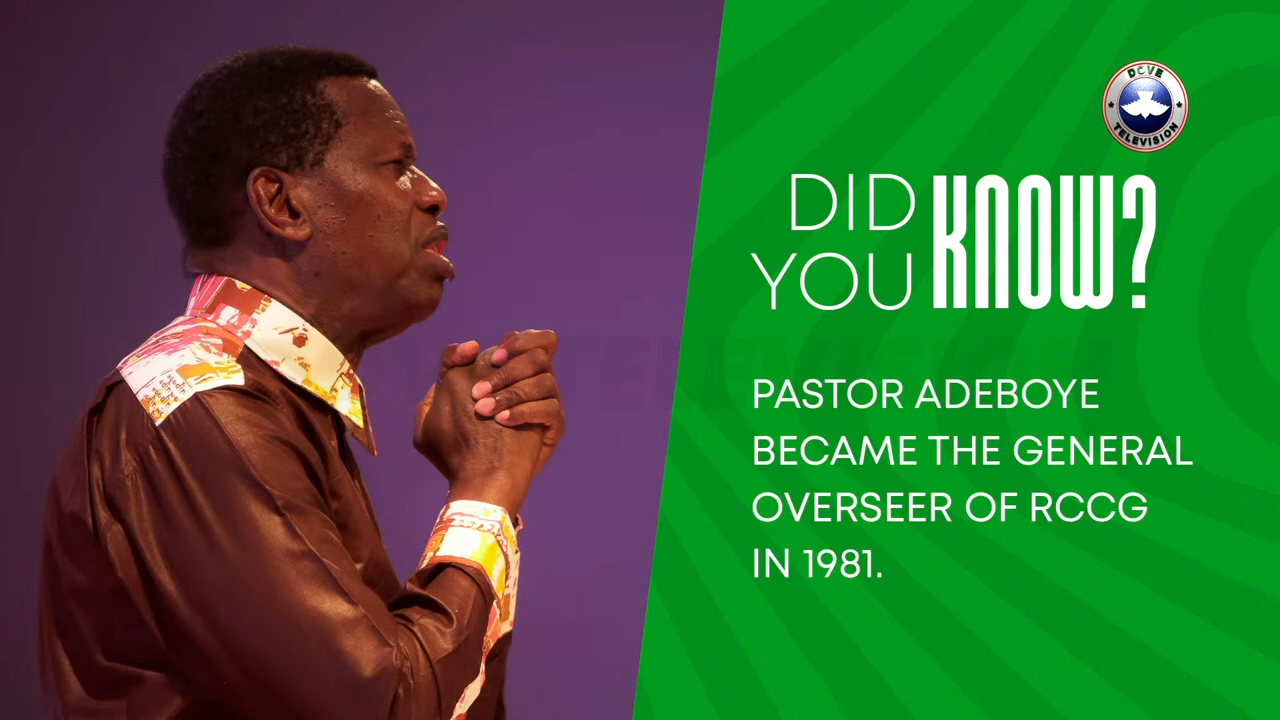 DOVE
TELEVISION
DID
YOU
KNOW?
PASTOR ADEBOYE
BECAME THE GENERAL
OVERSEER OF RCCG
IN 1981.